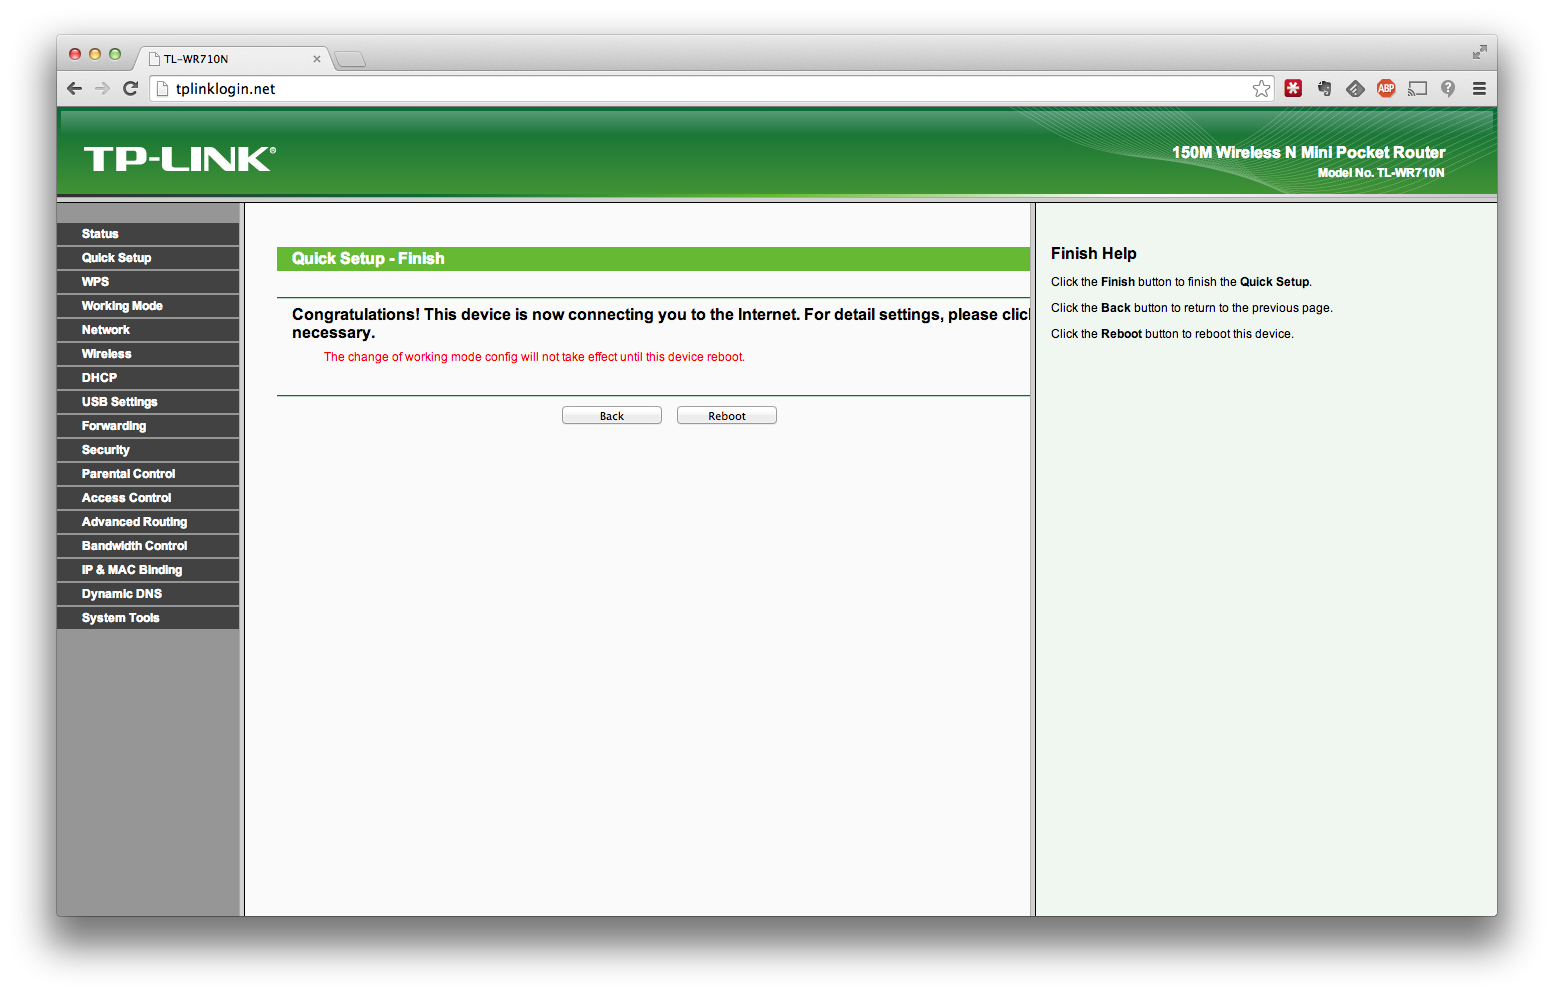 TL-WR710N
tplinklogin.net
ABP
TP-LINK®
150M Wireless N Mini Pocket Router
Model No. TL-WR710N
Status
Quick Setup
WPS
Working Mode
Network
Wireless
DHCP
USB Settings
Forwarding
Security
Parental Control
Access Control
Advanced Routing
Bandwidth Control
IP & MAC Binding
Dynamic DNS
System Tools
Quick Setup - Finish
Congratulations! This device is now connecting you to the Internet. For detail settings, please
necessary.
The change of working mode config will not take effect until this device reboot.
Back
Reboot
Finish Help
Click the Finish button to finish the Quick Setup.
Click the Back button to return to the previous page.
Click the Reboot button to reboot this device.